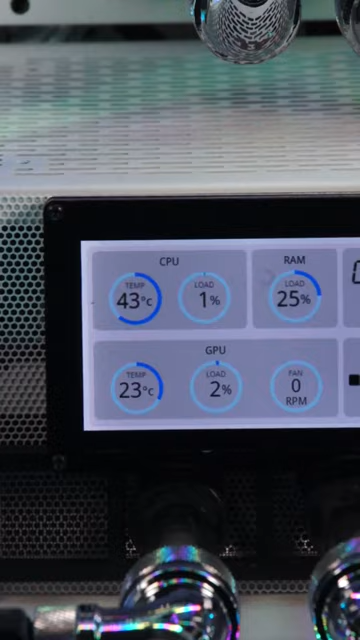 CPU
TEMP
43°C
LOAD
1%
RAM
LOAD
25%
GPU
TEMP
23°C
LOAD
2%
FAN
0
RPM